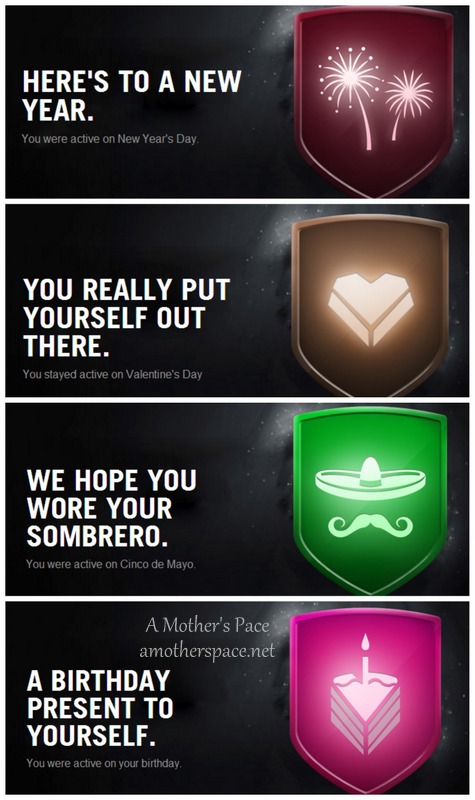 HERE'S TO A NEW
YEAR.
You were active on New Year's Day.
YOU REALLY PUT
YOURSELF OUT
THERE.
You stayed active on Valentine's Day
WE HOPE YOU
WORE YOUR
SOMBRERO.
You were active on Cinco de Mayo.
A Mother's Pace
amotherspace.net
A BIRTHDAY
PRESENT TO
YOURSELF.
You were active on your birthday.